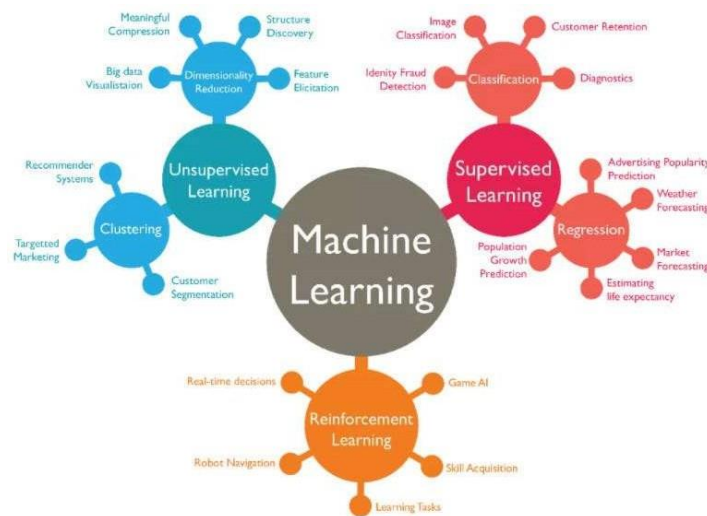 Meaningful
Compression
Structure
Discovery
Big data
Visualistaion
Dimensionality
Reduction
Feature
Elicitation
Unsupervised
Learning
Recommender
Systems
Clustering
Targetted
Marketing
Customer
Segmentation
Machine
Learning
Image
Classification
Customer Retention
Idenity Fraud
Detection
Classification
Diagnostics
Supervised
Learning
Advertising Popularity
Prediction
Weather
Forecasting
Regression
Population
Growth
Prediction
Market
Forecasting
Estimating
life expectancy
Real-time decisions
Game AI
Reinforcement
Learning
Robot Navigation
Skill Acquisition
Learning Tasks